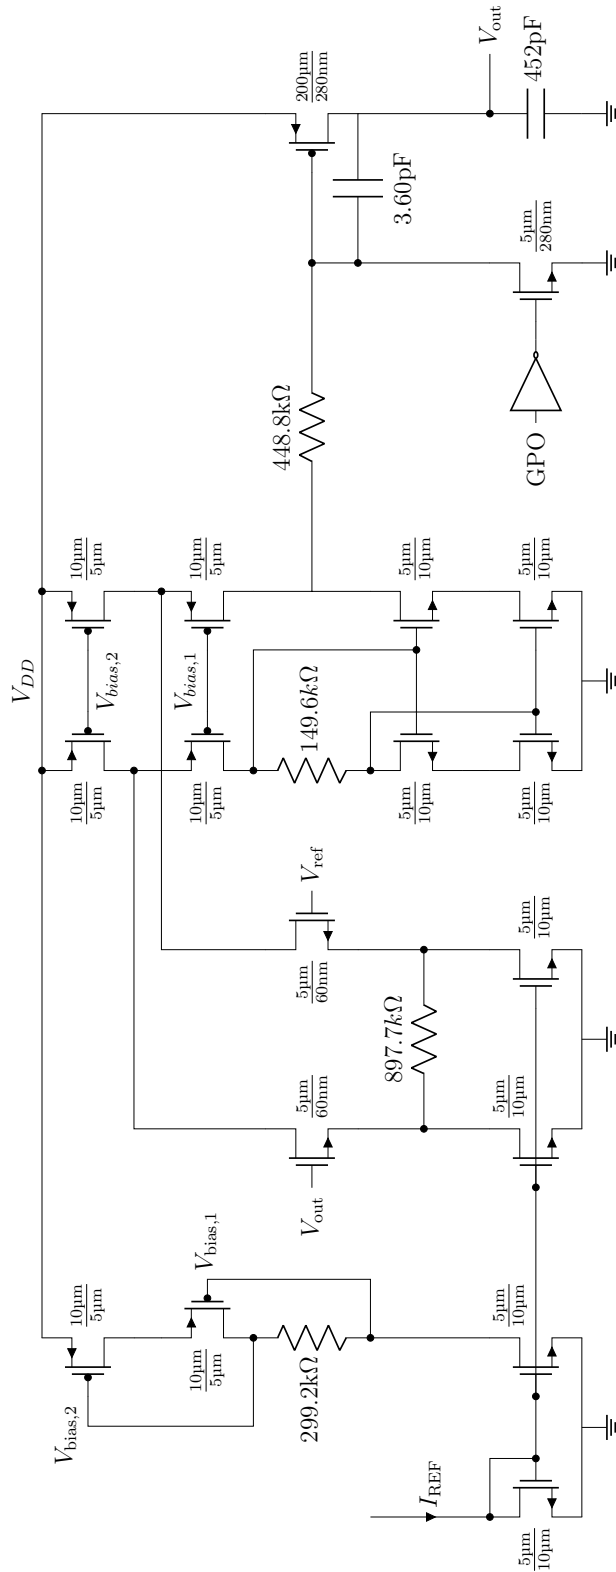 V_DD
V_bias,2
10µm/5µm
10µm/5µm
V_bias,2
10µm/5µm
10µm/5µm
V_bias,1
10µm/5µm
V_bias,1
10µm/5µm
299.2kΩ
V_out
5µm/60nm
5µm/60nm
V_ref
149.6kΩ
448.8kΩ
200µm/280nm
I_REF
897.7kΩ
5µm/10µm
5µm/10µm
3.60pF
V_out
5µm/10µm
5µm/10µm
5µm/10µm
5µm/10µm
5µm/10µm
5µm/10µm
GPO
5µm/280nm
452pF